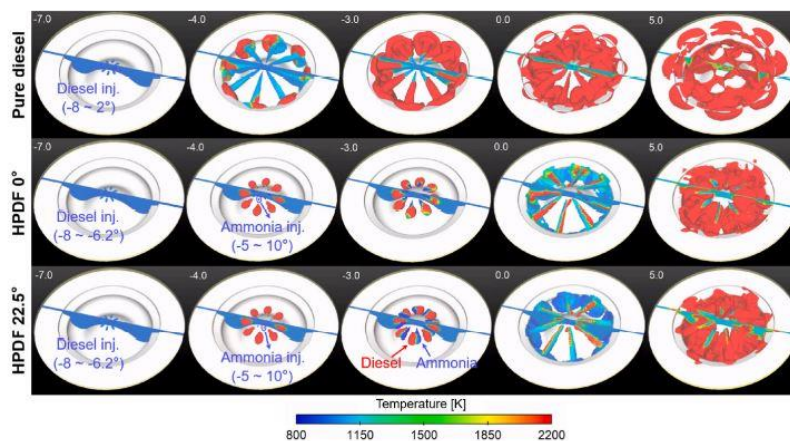 Pure diesel
-7.0
-4.0
-3.0
0.0
5.0
Diesel inj.
(-8 ~ 2°)
HPDF 0°
-7.0
-4.0
-3.0
0.0
5.0
Diesel inj.
(-8 ~ -6.2°)
Ammonia inj.
(-5 ~ 10°)
HPDF 22.5°
-7.0
-4.0
-3.0
0.0
5.0
Diesel inj.
(-8 ~ -6.2°)
Ammonia inj.
(-5 ~ 10°)
Diesel
Ammonia
Temperature [K]
800 1150 1500 1850 2200